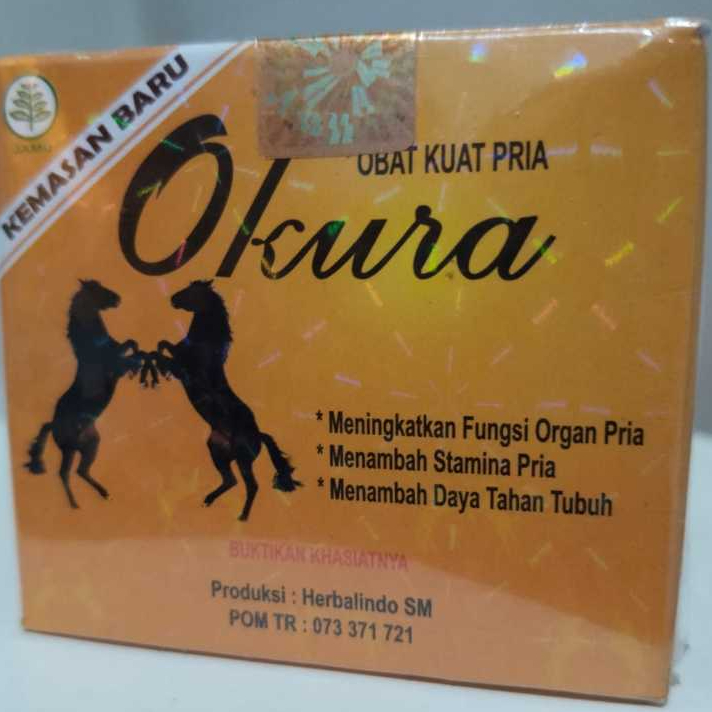 JAMU
KEMASAN BARU
OBAT KUAT PRIA
Okura
* Meningkatkan Fungsi Organ Pria
* Menambah Stamina Pria
* Menambah Daya Tahan Tubuh
BUKTIKAN KHASIATNYA
Produksi : Herbalindo SM
POM TR : 073 371 721